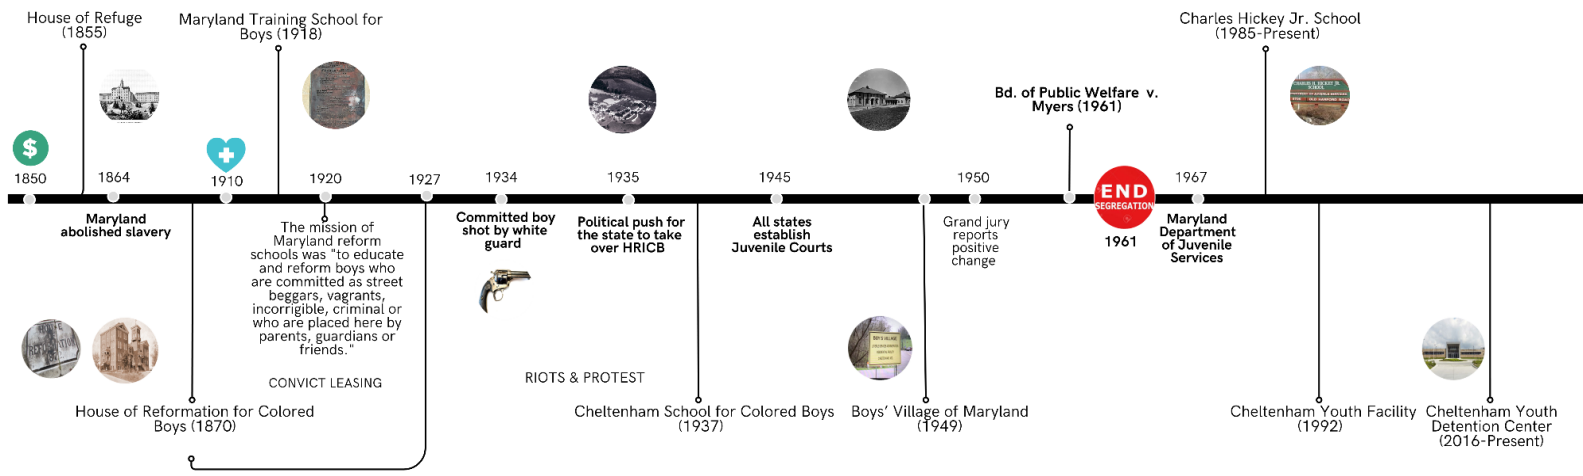 House of Refuge
(1855)
Maryland Training School for
Boys (1918)
Charles Hickey Jr. School
(1985-Present)
Bd. of Public Welfare v.
Myers (1961)
CHARLES H. HICKEY JR.
SCHOOL
$
1850
1864
1910
1920
1927
1934
1935
1945
1950
END
SEGREGATION
1961
1967
Maryland
abolished slavery
The mission of
Maryland reform
schools was "to educate
and reform boys who
are committed as street
beggars, vagrants,
incorrigible, criminal or
who are placed here by
parents, guardians or
friends."
CONVICT LEASING
Committed boy
shot by white
guard
Political push for
the state to take
over HRICB
All states
establish
Juvenile Courts
Grand jury
reports
positive
change
Maryland
Department
of Juvenile
Services
RIOTS & PROTEST
BOY'S VILLAGE
House of Reformation for Colored
Boys (1870)
Cheltenham School for Colored Boys
(1937)
Boys' Village of Maryland
(1949)
Cheltenham Youth Facility
(1992)
Cheltenham Youth
Detention Center
(2016-Present)